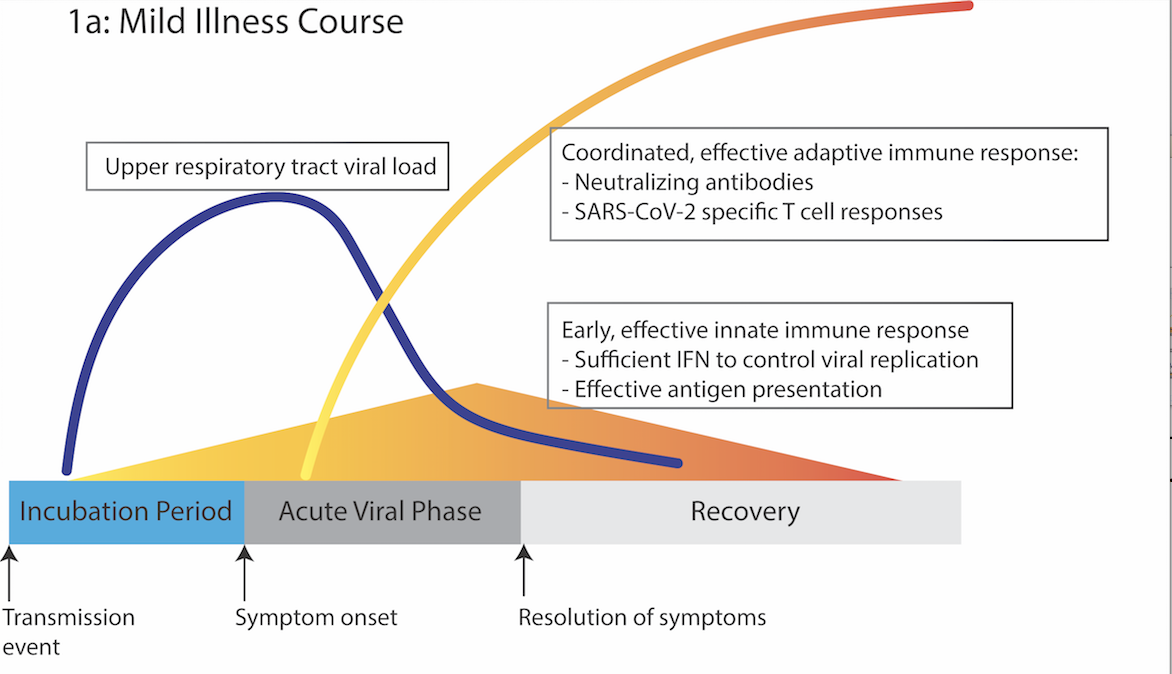 1a: Mild Illness Course
Upper respiratory tract viral load
Coordinated, effective adaptive immune response:
- Neutralizing antibodies
- SARS-CoV-2 specific T cell responses
Early, effective innate immune response
- Sufficient IFN to control viral replication
- Effective antigen presentation
Incubation Period
Acute Viral Phase
Recovery
Transmission
event
Symptom onset
Resolution of symptoms